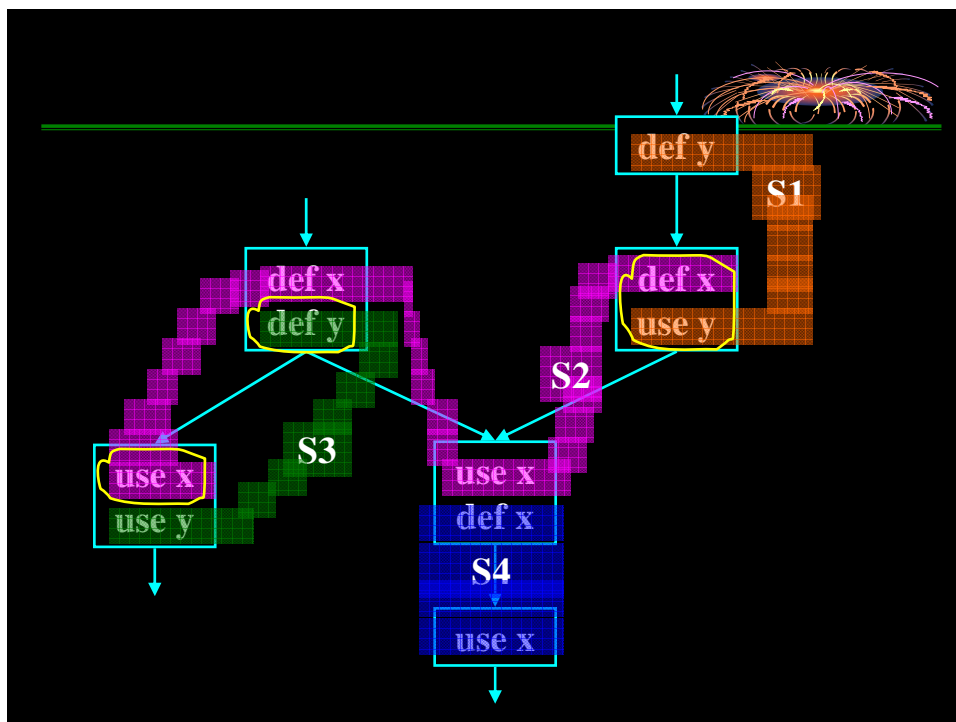 def y
S1
def x
def y
def x
use y
S2
S3
use x
use y
use x
def x
S4
use x